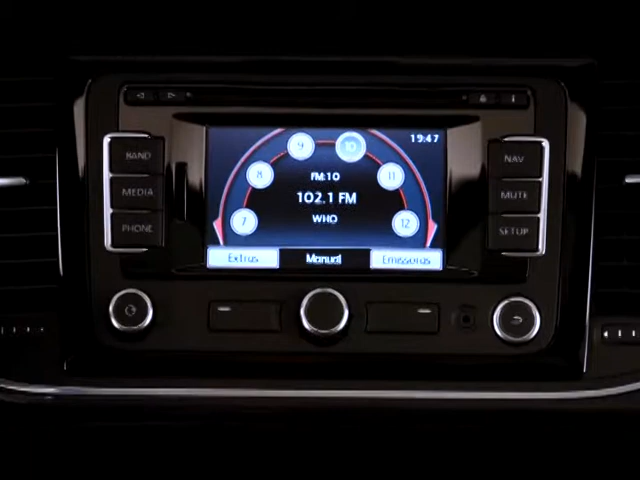 19:47
BAND
MEDIA
PHONE
7
8
9
10
11
12
FM:10
102.1 FM
WHO
Extras
Manual
Emissoras
NAV
MUTE
SETUP